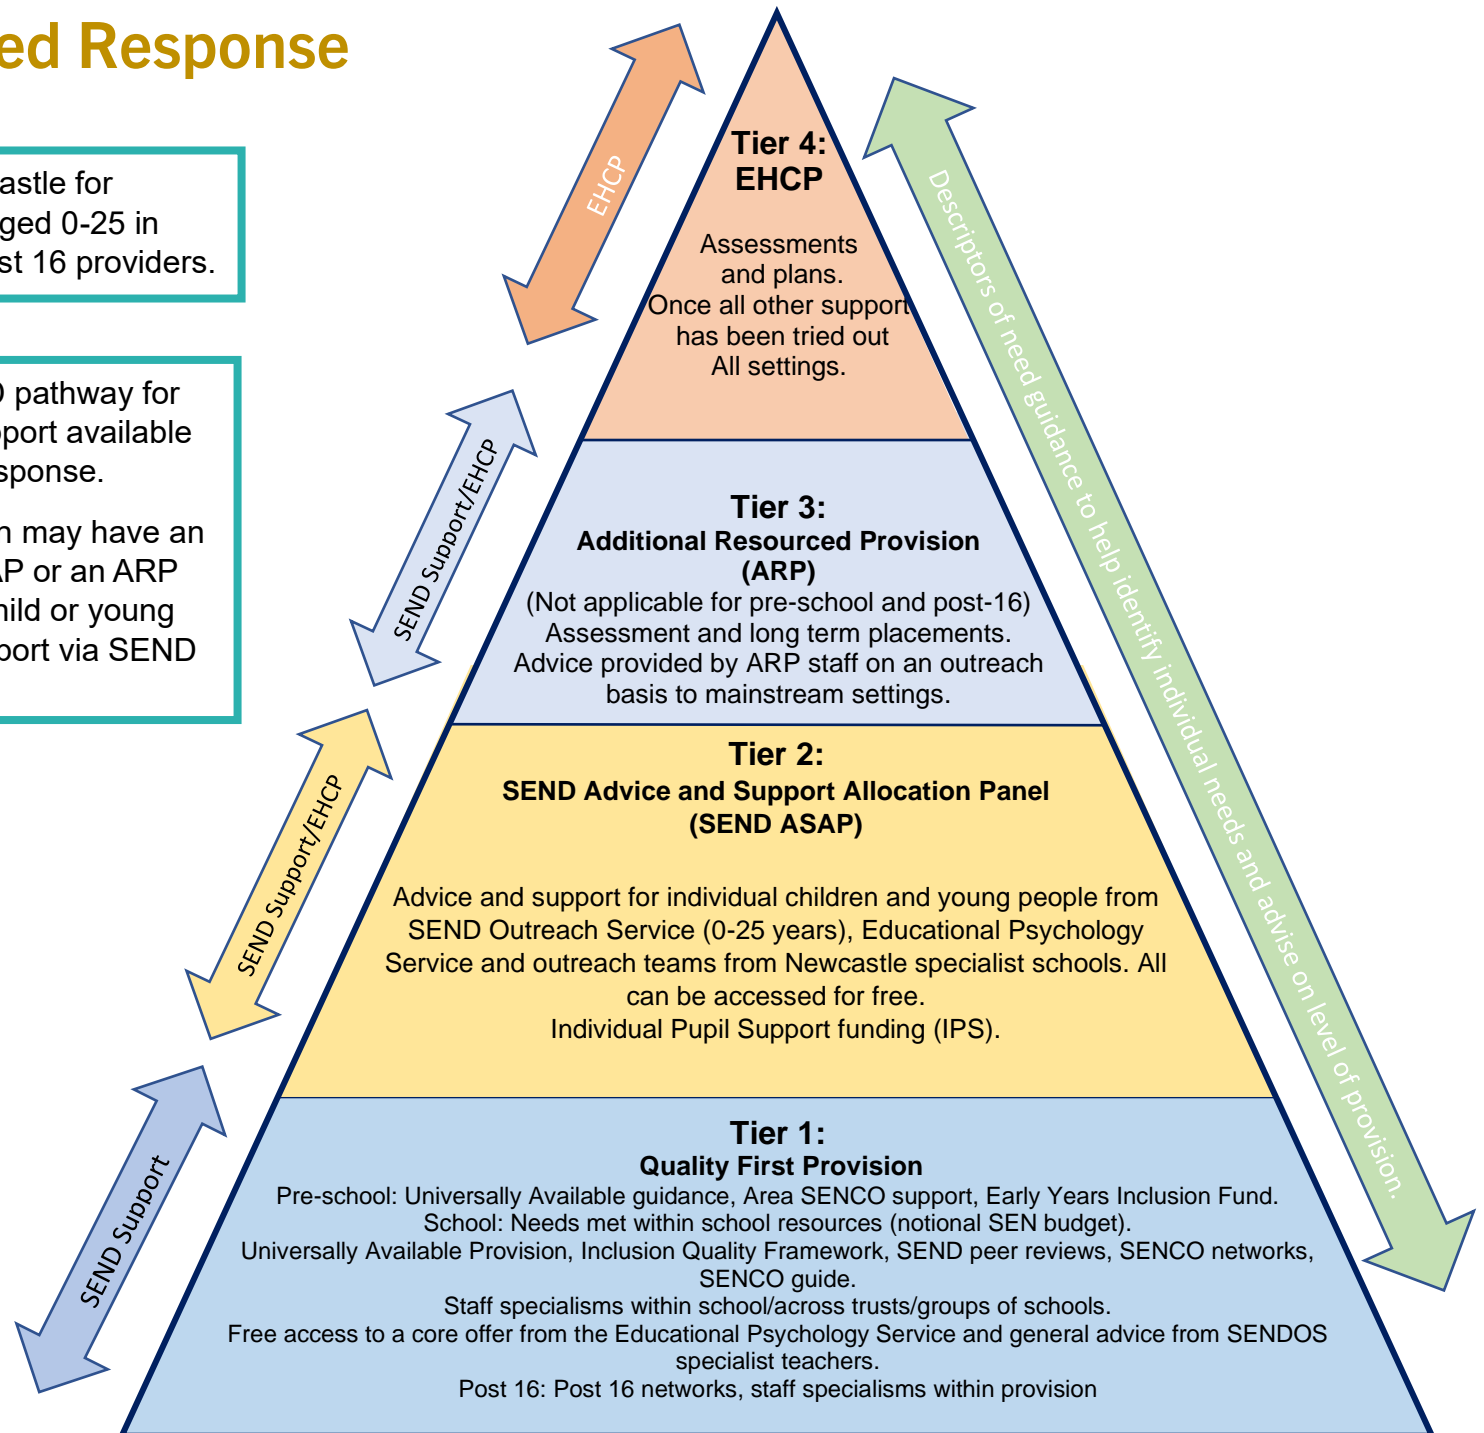 ed Response
astle for
ged 0-25 in
st 16 providers.
pathway for
port available
sponse.
n may have an
AP or an ARP
hild or young
port via SEND
EHCP
SEND Support/EHCP
SEND Support/EHCP
SEND Support
Tier 4:
EHCP
Assessments
and plans.
Once all other support
has been tried out
All settings.
Tier 3:
Additional Resourced Provision
(ARP)
(Not applicable for pre-school and post-16)
Assessment and long term placements.
Advice provided by ARP staff on an outreach
basis to mainstream settings.
Tier 2:
SEND Advice and Support Allocation Panel
(SEND ASAP)
Advice and support for individual children and young people from
SEND Outreach Service (0-25 years), Educational Psychology
Service and outreach teams from Newcastle specialist schools. All
can be accessed for free.
Individual Pupil Support funding (IPS).
Tier 1:
Quality First Provision
Pre-school: Universally Available guidance, Area SENCO support, Early Years Inclusion Fund.
School: Needs met within school resources (notional SEN budget).
Universally Available Provision, Inclusion Quality Framework, SEND peer reviews, SENCO networks,
SENCO guide.
Staff specialisms within school/across trusts/groups of schools.
Free access to a core offer from the Educational Psychology Service and general advice from SENDOS
specialist teachers.
Post 16: Post 16 networks, staff specialisms within provision
Descriptors of need guidance to help identify individual needs and advise on level of provision.